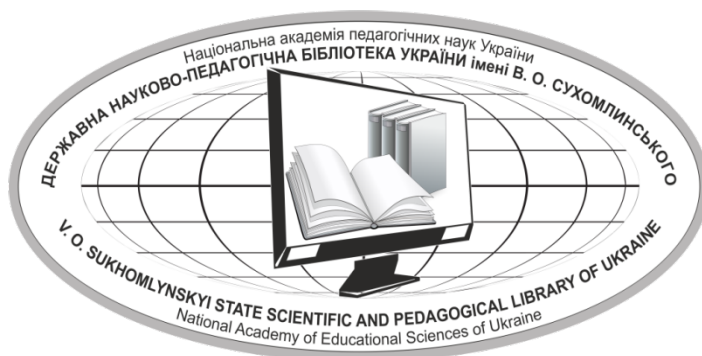 Національна академія педагогічних наук України
ДЕРЖАВНА НАУКОВО-ПЕДАГОГІЧНА БІБЛІОТЕКА УКРАЇНИ імені В. О. СУХОМЛИНСЬКОГО
V. O. SUKHOMLYNSKYI STATE SCIENTIFIC AND PEDAGOGICAL LIBRARY OF UKRAINE
National Academy of Educational Sciences of Ukraine